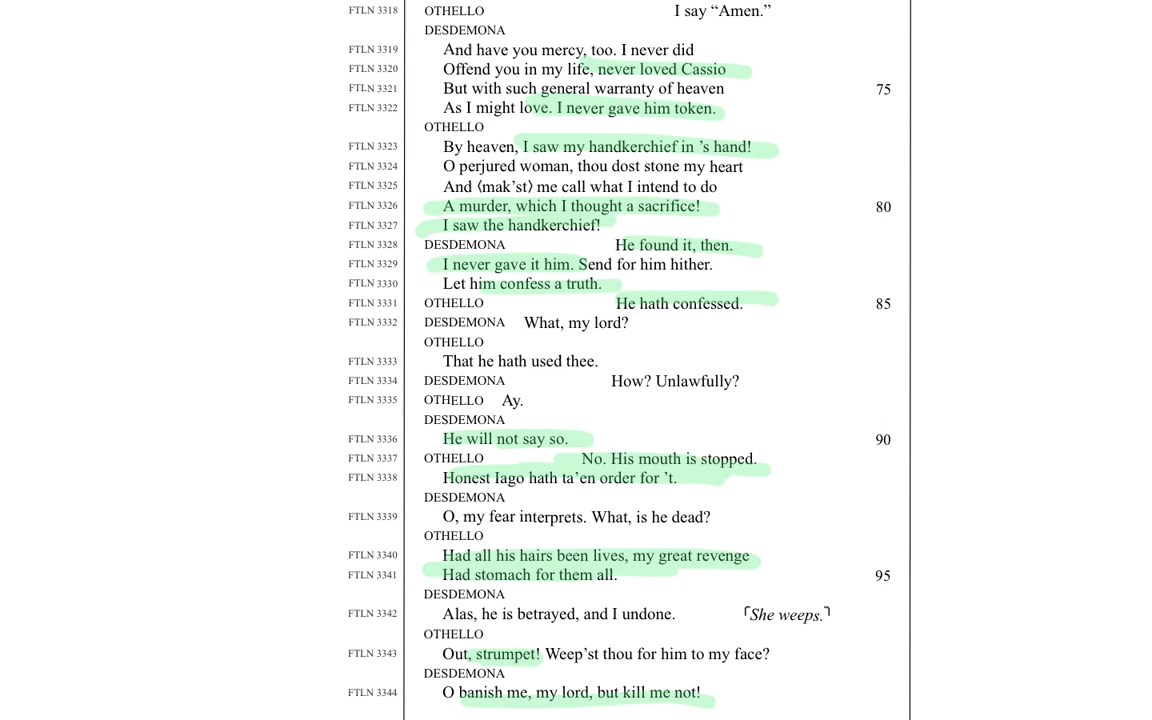 FTLN 3318 OTHELLO I say “Amen.”
DESDEMONA
FTLN 3319 And have you mercy, too. I never did
FTLN 3320 Offend you in my life, never loved Cassio
FTLN 3321 But with such general warranty of heaven 75
FTLN 3322 As I might love. I never gave him token.
OTHELLO
FTLN 3323 By heaven, I saw my handkerchief in ’s hand!
FTLN 3324 O perjured woman, thou dost stone my heart
FTLN 3325 And ⟨mak’st⟩ me call what I intend to do
FTLN 3326 A murder, which I thought a sacrifice! 80
FTLN 3327 I saw the handkerchief!
FTLN 3328 DESDEMONA He found it, then.
FTLN 3329 I never gave it him. Send for him hither.
FTLN 3330 Let him confess a truth.
FTLN 3331 OTHELLO He hath confessed. 85
FTLN 3332 DESDEMONA What, my lord?
OTHELLO
FTLN 3333 That he hath used thee.
FTLN 3334 DESDEMONA How? Unlawfully?
FTLN 3335 OTHELLO Ay.
DESDEMONA
FTLN 3336 He will not say so. 90
FTLN 3337 OTHELLO No. His mouth is stopped.
FTLN 3338 Honest Iago hath ta’en order for ’t.
DESDEMONA
FTLN 3339 O, my fear interprets. What, is he dead?
OTHELLO
FTLN 3340 Had all his hairs been lives, my great revenge
FTLN 3341 Had stomach for them all. 95
DESDEMONA
FTLN 3342 Alas, he is betrayed, and I undone. ⌜She weeps.⌝
OTHELLO
FTLN 3343 Out, strumpet! Weep’st thou for him to my face?
DESDEMONA
FTLN 3344 O banish me, my lord, but kill me not!